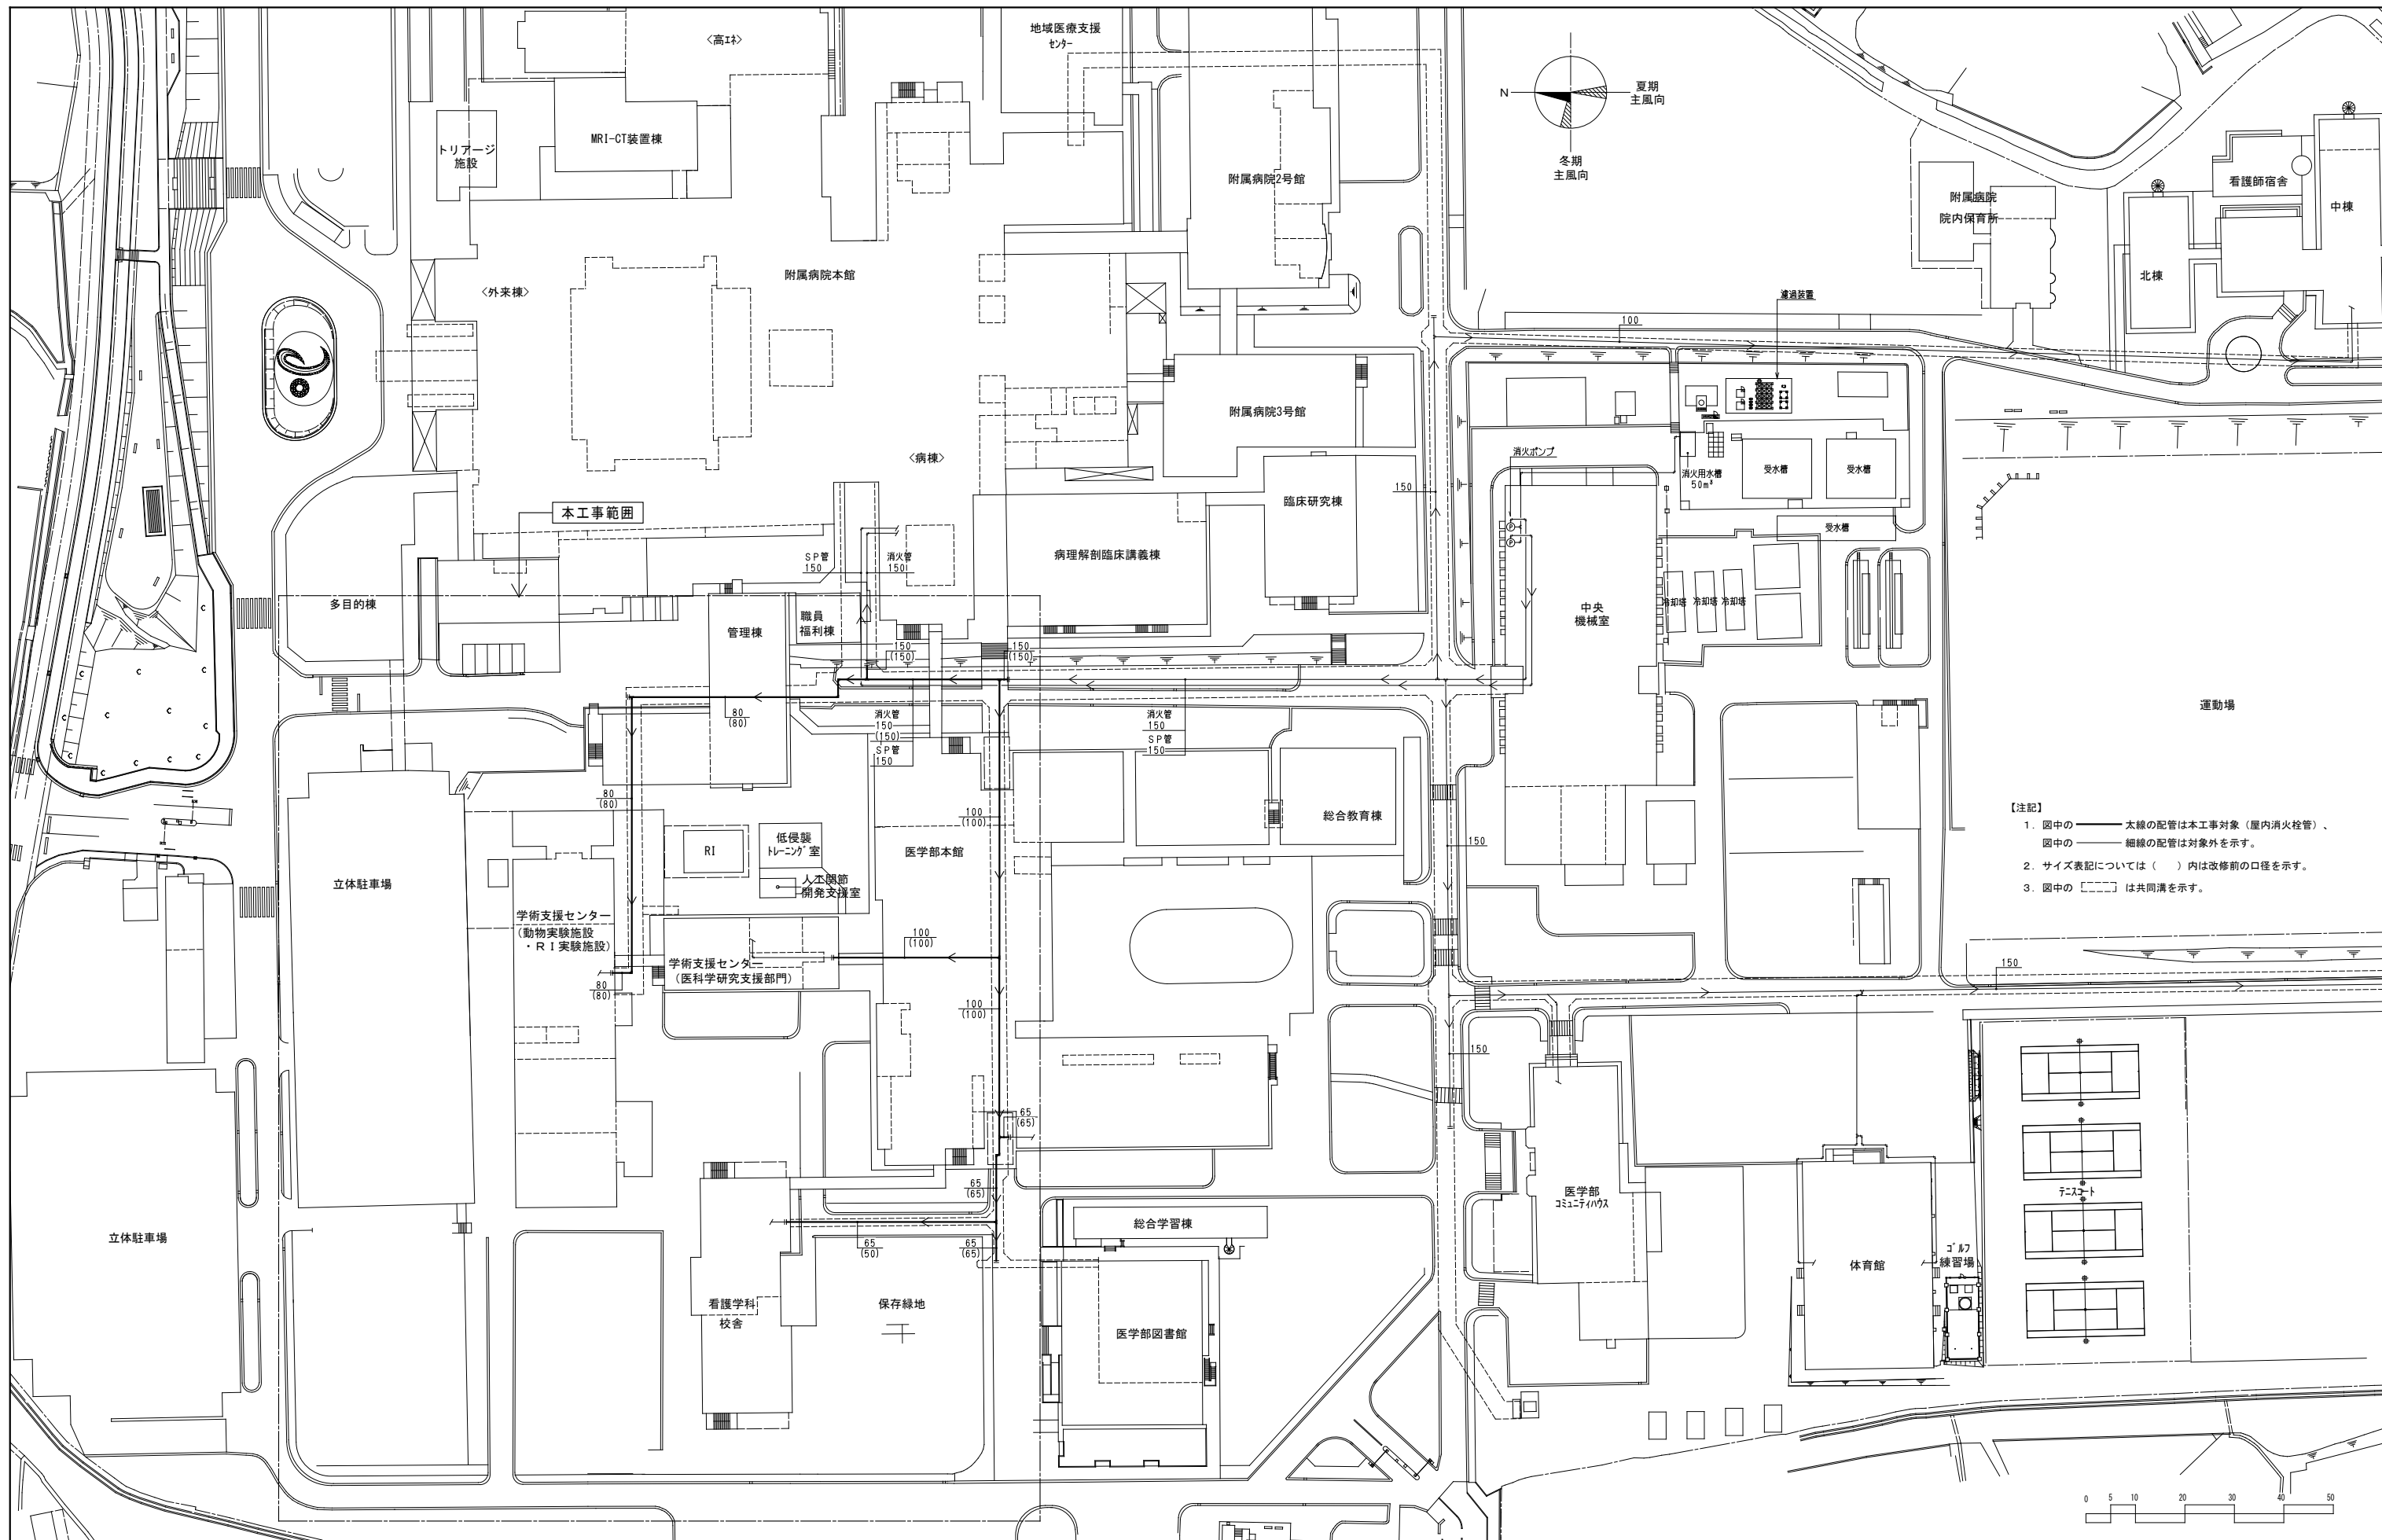 〈高エネ〉
地域医療支援
センター
N
夏期
主風向
冬期
主風向
トリアージ
施設
MRI-CT装置棟
附属病院2号館
附属病院
院内保育所
看護師宿舎
中棟
北棟
附属病院本館
〈外来棟〉
濾過装置
100
附属病院3号館
〈病棟〉
消火ポンプ
消火用水槽
50m³
受水槽
受水槽
受水槽
150
臨床研究棟
本工事範囲
病理解剖臨床講義棟
SP管
150
消火管
150
P
P
多目的棟
管理棟
職員
福利棟
中央
機械室
冷却塔
冷却塔
冷却塔
150
(150)
150
(150)
80
(80)
消火管
150
(150)
SP管
150
消火管
150
SP管
150
運動場
80
(80)
100
(100)
総合教育棟
150
RI
低侵襲
トレーニング室
医学部本館
人工関節
開発支援室
立体駐車場
【注記】
1. 図中の 太線の配管は本工事対象（屋内消火栓管）、
図中の 細線の配管は対象外を示す。
2. サイズ表記については（　　）内は改修前の口径を示す。
3. 図中の は共同溝を示す。
学術支援センター
(動物実験施設
・ＲＩ実験施設)
学術支援センター
(医科学研究支援部門)
100
(100)
80
(80)
100
(100)
150
150
65
(65)
65
(65)
65
(50)
65
(65)
総合学習棟
医学部
コミュニティハウス
テニスコート
ゴルフ
練習場
体育館
立体駐車場
看護学科
校舎
保存緑地
医学部図書館
0 5 10 20 30 40 50